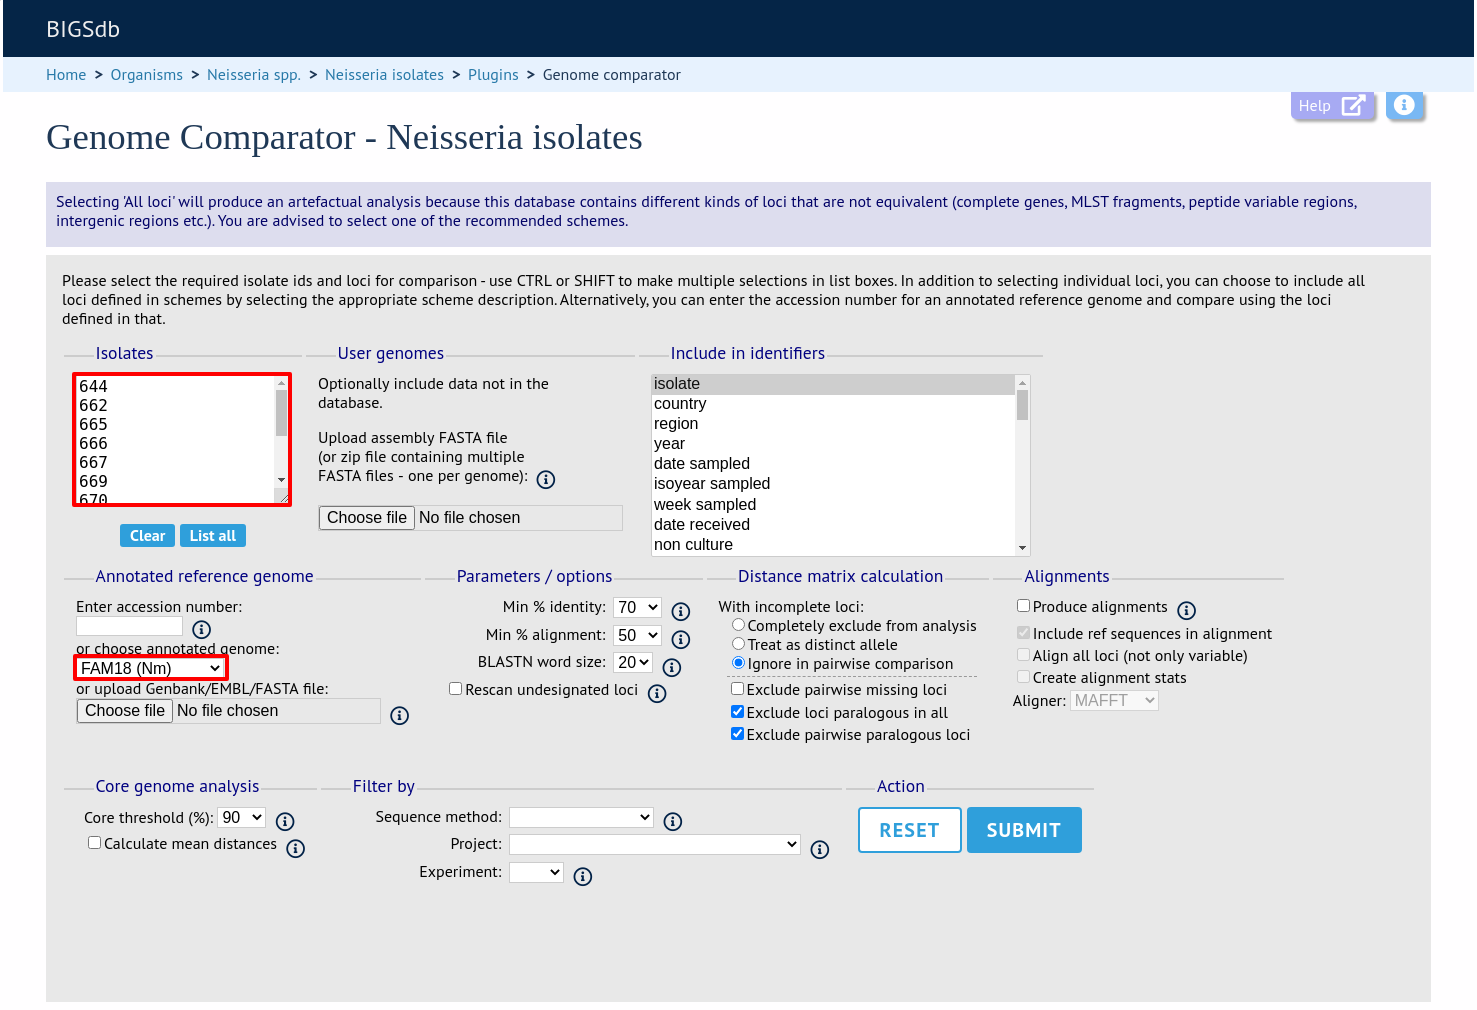 BIGSdb
Home > Organisms > Neisseria spp. > Neisseria isolates > Plugins > Genome comparator
Help
Genome Comparator - Neisseria isolates
Selecting 'All loci' will produce an artefactual analysis because this database contains different kinds of loci that are not equivalent (complete genes, MLST fragments, peptide variable regions,
intergenic regions etc.). You are advised to select one of the recommended schemes.
Please select the required isolate ids and loci for comparison - use CTRL or SHIFT to make multiple selections in list boxes. In addition to selecting individual loci, you can choose to include all
loci defined in schemes by selecting the appropriate scheme description. Alternatively, you can enter the accession number for an annotated reference genome and compare using the loci
defined in that.
Isolates
644
662
665
666
667
669
670
Clear
List all
User genomes
Optionally include data not in the
database.
Upload assembly FASTA file
(or zip file containing multiple
FASTA files - one per genome):
Choose file No file chosen
Include in identifiers
isolate
country
region
year
date sampled
isoyear sampled
week sampled
date received
non culture
Annotated reference genome
Enter accession number:
or choose annotated genome:
FAM18 (Nm)
or upload Genbank/EMBL/FASTA file:
Choose file No file chosen
Parameters / options
Min % identity: 70
Min % alignment: 50
BLASTN word size: 20
Rescan undesignated loci
Distance matrix calculation
With incomplete loci:
Completely exclude from analysis
Treat as distinct allele
Ignore in pairwise comparison
Exclude pairwise missing loci
Exclude loci paralogous in all
Exclude pairwise paralogous loci
Alignments
Produce alignments
Include ref sequences in alignment
Align all loci (not only variable)
Create alignment stats
Aligner: MAFFT
Core genome analysis
Core threshold (%): 90
Calculate mean distances
Filter by
Sequence method:
Project:
Experiment:
Action
RESET
SUBMIT